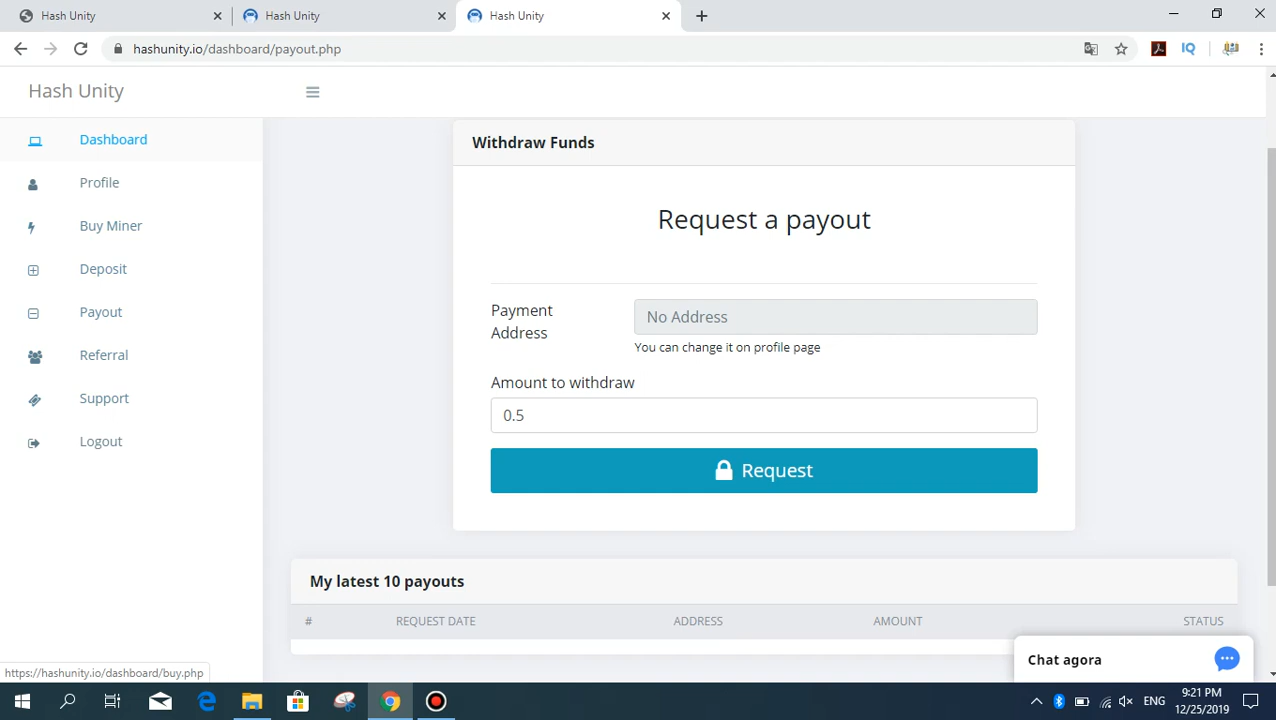 Hash Unity
Hash Unity
Hash Unity
hashunity.io/dashboard/payout.php
IQ
Hash Unity
Dashboard
Profile
Buy Miner
Deposit
Payout
Referral
Support
Logout
Withdraw Funds
Request a payout
Payment
Address
No Address
You can change it on profile page
Amount to withdraw
0.5
Request
My latest 10 payouts
# REQUEST DATE ADDRESS AMOUNT STATUS
Chat agora
https://hashunity.io/dashboard/buy.php
ENG
9:21 PM
12/25/2019